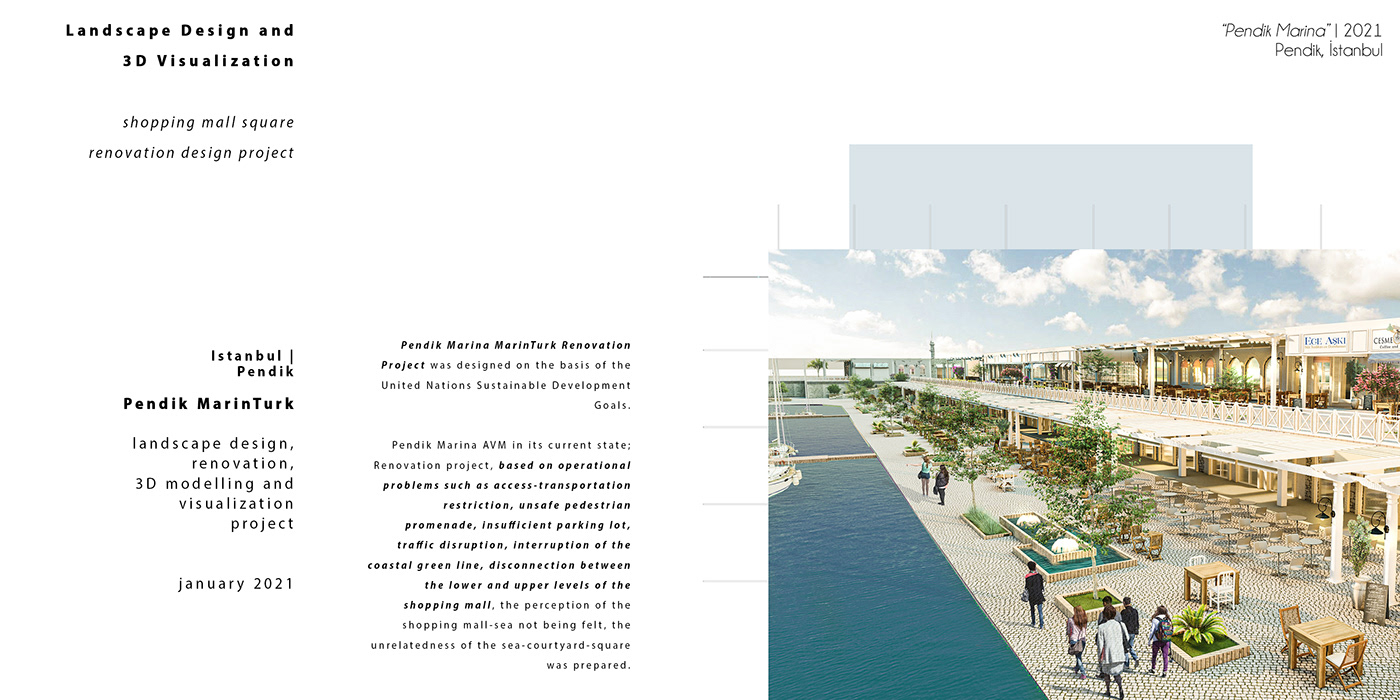 Landscape Design and
3D Visualization
shopping mall square
renovation design project
"Pendik Marina" | 2021
Pendik, İstanbul
Istanbul |
Pendik
Pendik MarinTurk
landscape design,
renovation,
3D modelling and
visualization
project
january 2021
Pendik Marina MarinTurk Renovation
Project was designed on the basis of the
United Nations Sustainable Development
Goals.
Pendik Marina AVM in its current state;
Renovation project, based on operational
problems such as access-transportation
restriction, unsafe pedestrian
promenade, insufficient parking lot,
traffic disruption, interruption of the
coastal green line, disconnection between
the lower and upper levels of the
shopping mall, the perception of the
shopping mall-sea not being felt, the
unrelatedness of the sea-courtyard-square
was prepared.
EGE AŞKI
CESME